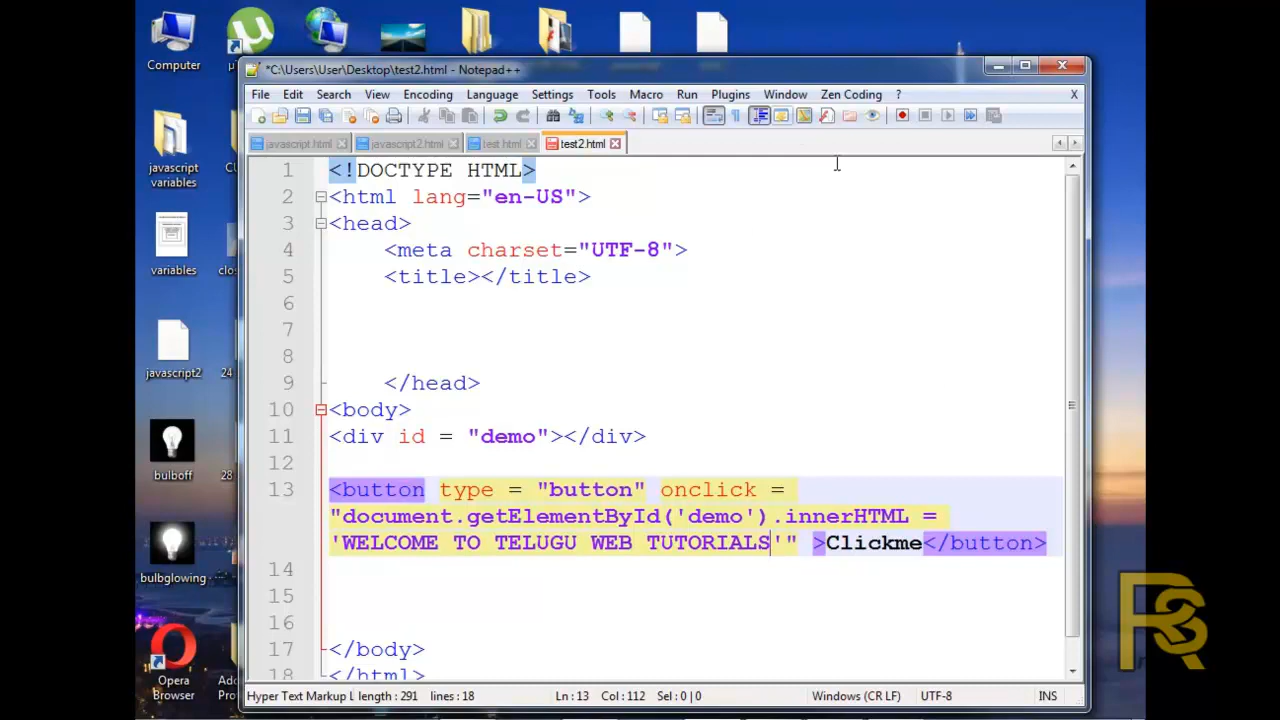 Computer
*C:\Users\User\Desktop\test2.html - Notepad++
File Edit Search View Encoding Language Settings Tools Macro Run Plugins Window Zen Coding ? X
javascript.html javascript2.html test.html test2.html
javascript
variables
variables
javascript2
24
bulboff
28
bulbglowing
Opera
Browser
1 <!DOCTYPE HTML>
2 <html lang="en-US">
3 <head>
4 <meta charset="UTF-8">
5 <title></title>
6
7
8
9 </head>
10 <body>
11 <div id = "demo"></div>
12
13 <button type = "button" onclick =
"document.getElementById('demo').innerHTML =
'WELCOME TO TELUGU WEB TUTORIALS'" >Clickme</button>
14
15
16
17 </body>
18 </html>
Hyper Text Markup L length : 291 lines : 18 Ln : 13 Col : 112 Sel : 0 | 0 Windows (CR LF) UTF-8 INS
RS